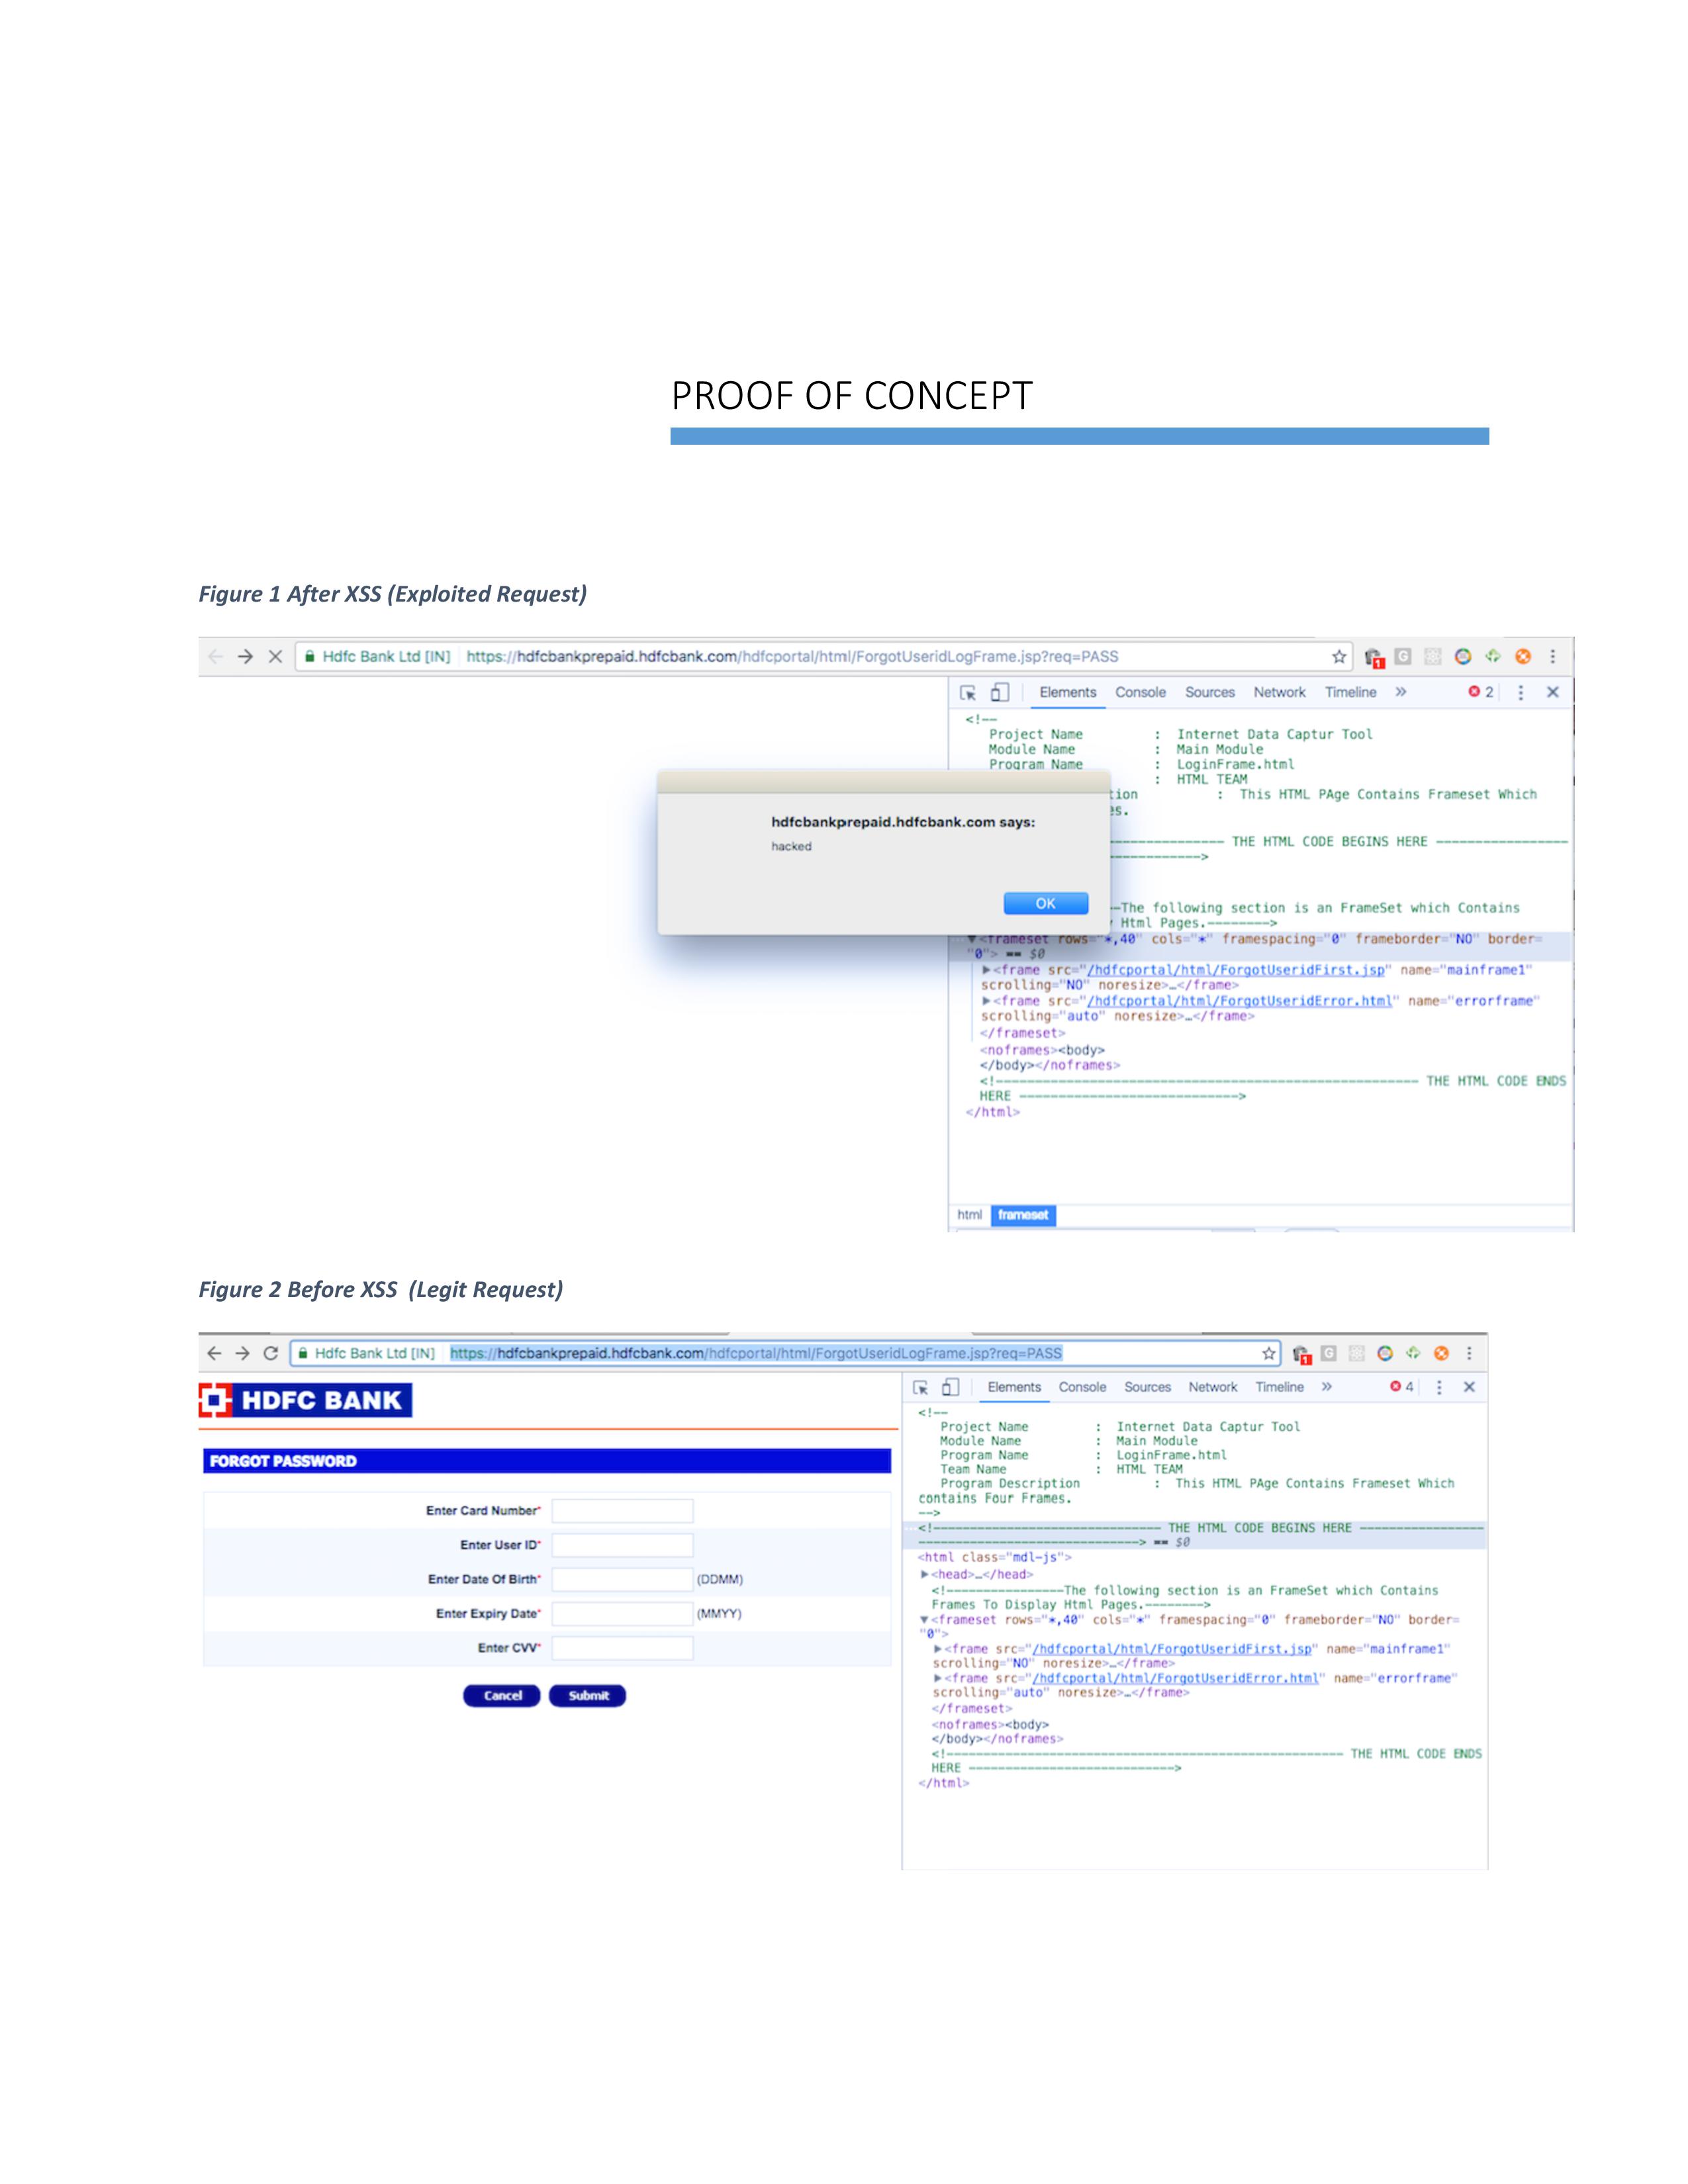 PROOF OF CONCEPT
Figure 1 After XSS (Exploited Request)
Hdfc Bank Ltd [IN] https://hdfcbankprepaid.hdfcbank.com/hdfcportal/html/ForgotUseridLogFrame.jsp?req=PASS
Elements Console Sources Network Timeline » 2
<!--
Project Name : Internet Data Captur Tool
Module Name : Main Module
Program Name : LoginFrame.html
: HTML TEAM
tion : This HTML PAge Contains Frameset Which
es.
hdfcbankprepaid.hdfcbank.com says:
hacked
OK
---------------- THE HTML CODE BEGINS HERE -----------------
------------->
--The following section is an FrameSet which Contains
Html Pages.-------->
▼<frameset rows="*,40" cols="*" framespacing="0" frameborder="NO" border=
"0"> == $0
▶<frame src="/hdfcportal/html/ForgotUseridFirst.jsp" name="mainframe1"
scrolling="NO" noresize>…</frame>
▶<frame src="/hdfcportal/html/ForgotUseridError.html" name="errorframe"
scrolling="auto" noresize>…</frame>
</frameset>
<noframes><body>
</body></noframes>
<!------------------------------------------------------- THE HTML CODE ENDS
HERE ---------------------------->
</html>
html frameset
Figure 2 Before XSS (Legit Request)
Hdfc Bank Ltd [IN] https://hdfcbankprepaid.hdfcbank.com/hdfcportal/html/ForgotUseridLogFrame.jsp?req=PASS
HDFC BANK
FORGOT PASSWORD
Enter Card Number*
Enter User ID*
Enter Date Of Birth* (DDMM)
Enter Expiry Date* (MMYY)
Enter CVV*
Cancel Submit
Elements Console Sources Network Timeline » 4
<!--
Project Name : Internet Data Captur Tool
Module Name : Main Module
Program Name : LoginFrame.html
Team Name : HTML TEAM
Program Description : This HTML PAge Contains Frameset Which
contains Four Frames.
-->
<!-------------------------------- THE HTML CODE BEGINS HERE -----------------
----------------------------> == $0
<html class="mdl-js">
▶<head>…</head>
<!----------------The following section is an FrameSet which Contains
Frames To Display Html Pages.-------->
▼<frameset rows="*,40" cols="*" framespacing="0" frameborder="NO" border=
"0">
▶<frame src="/hdfcportal/html/ForgotUseridFirst.jsp" name="mainframe1"
scrolling="NO" noresize>…</frame>
▶<frame src="/hdfcportal/html/ForgotUseridError.html" name="errorframe"
scrolling="auto" noresize>…</frame>
</frameset>
<noframes><body>
</body></noframes>
<!------------------------------------------------------- THE HTML CODE ENDS
HERE ---------------------------->
</html>